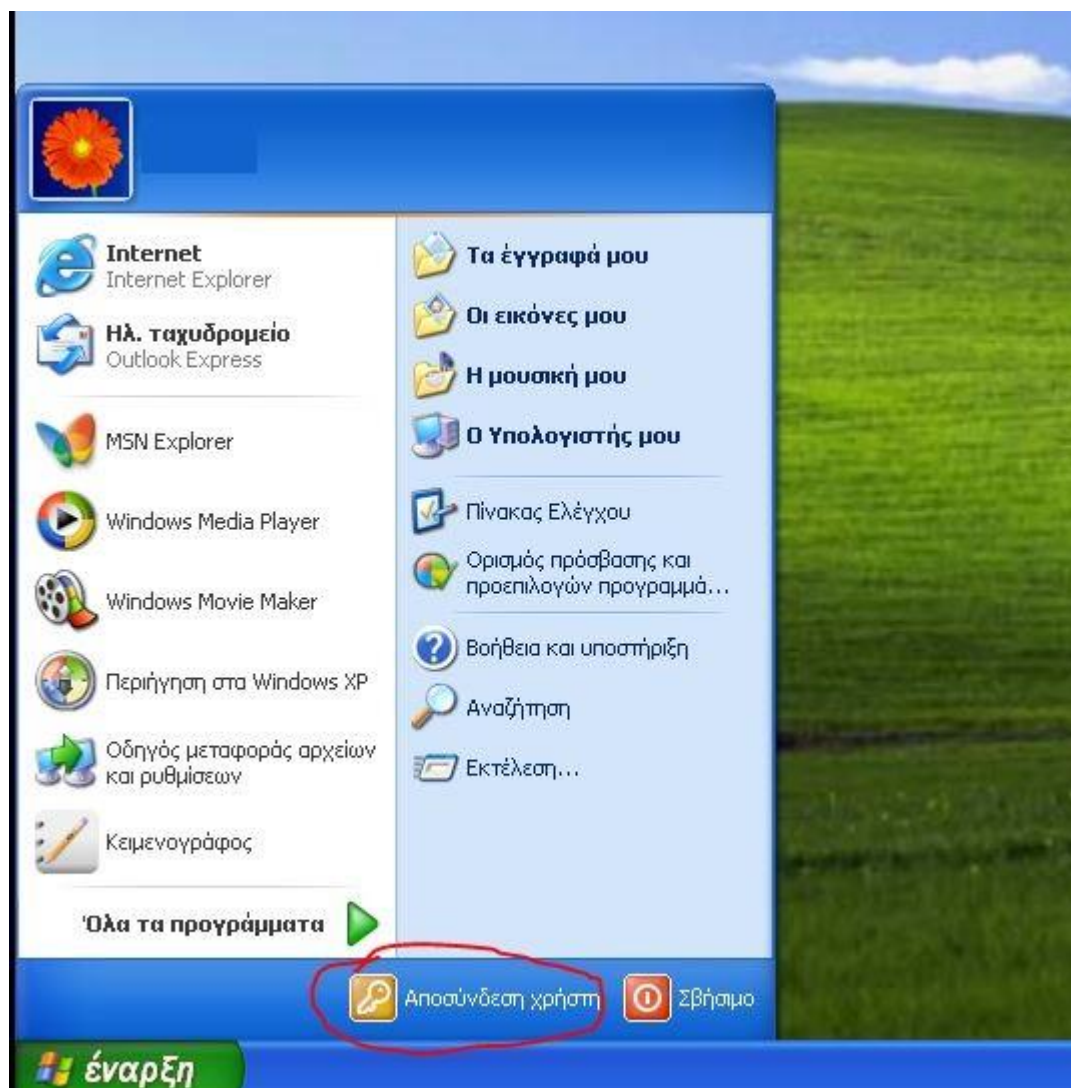 Internet
Internet Explorer
Ηλ. ταχυδρομείο
Outlook Express
MSN Explorer
Windows Media Player
Windows Movie Maker
Περιήγηση στα Windows XP
Οδηγός μεταφοράς αρχείων
και ρυθμίσεων
Κειμενογράφος
Όλα τα προγράμματα
Τα έγγραφά μου
Οι εικόνες μου
Η μουσική μου
Ο Υπολογιστής μου
Πίνακας Ελέγχου
Ορισμός πρόσβασης και
προεπιλογών προγραμμά...
Βοήθεια και υποστήριξη
Αναζήτηση
Εκτέλεση...
Αποσύνδεση χρήστη
Σβήσιμο
έναρξη